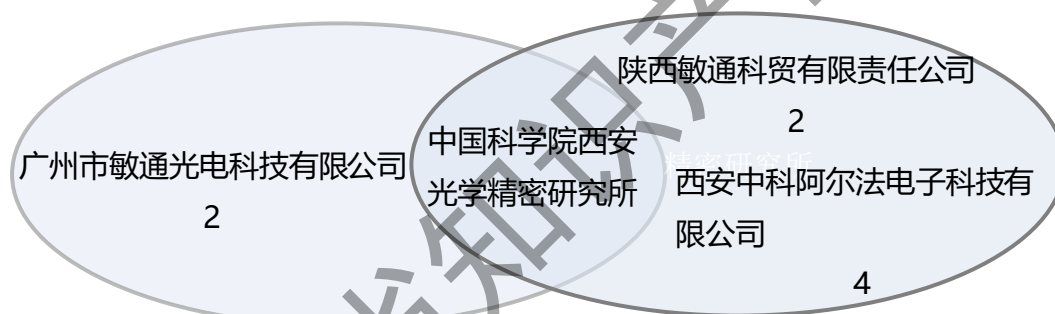 陕西敏通科贸有限责任公司
2
中国科学院西安
光学精密研究所
广州市敏通光电科技有限公司
2
精密研究所
西安中科阿尔法电子科技有
限公司
4
知识产